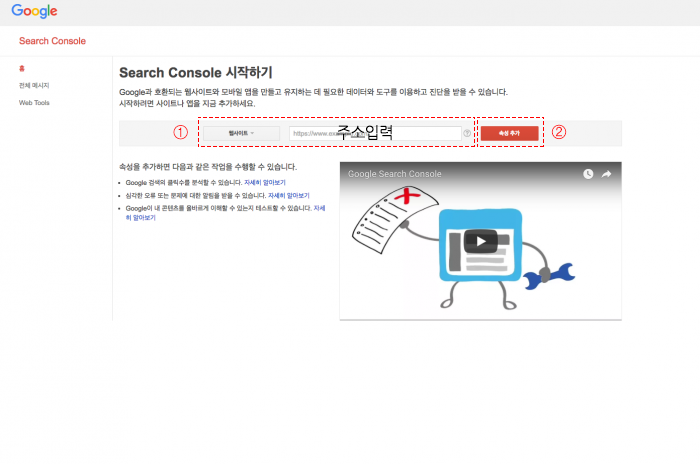 Google
Search Console
홈
전체 메시지
Web Tools
Search Console 시작하기
Google과 호환되는 웹사이트와 모바일 앱을 만들고 유지하는 데 필요한 데이터와 도구를 이용하고 진단을 받을 수 있습니다.
시작하려면 사이트나 앱을 지금 추가하세요.
① 웹사이트 https://www.ex 주소입력 ? 속성 추가 ②
속성을 추가하면 다음과 같은 작업을 수행할 수 있습니다.
• Google 검색의 클릭수를 분석할 수 있습니다. 자세히 알아보기
• 심각한 오류 또는 문제에 대한 알림을 받을 수 있습니다. 자세히 알아보기
• Google이 내 콘텐츠를 올바르게 이해할 수 있는지 테스트할 수 있습니다. 자세
히 알아보기
Google Search Console